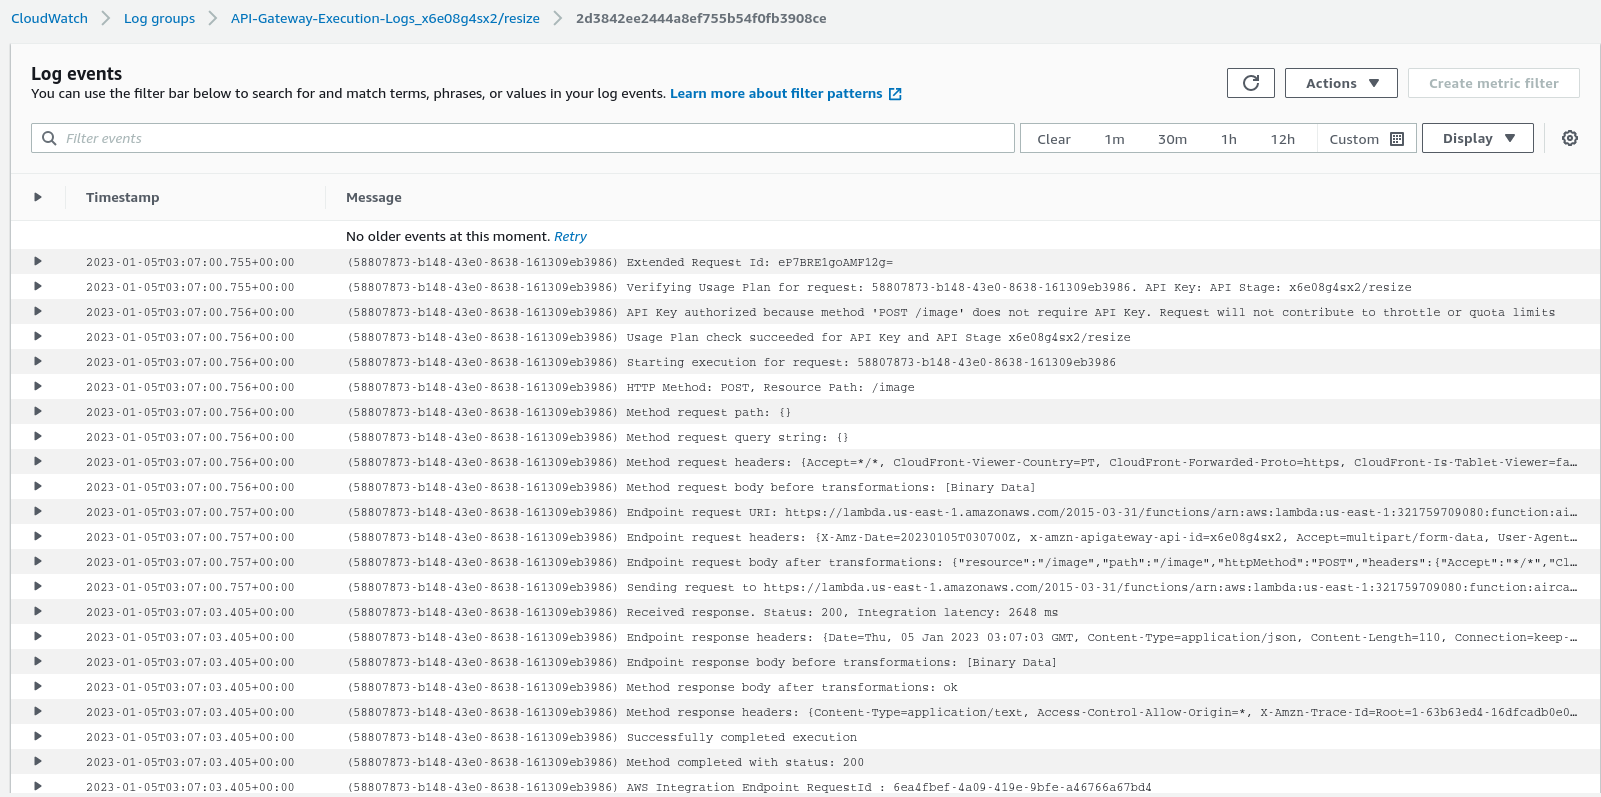 CloudWatch Log groups API-Gateway-Execution-Logs_x6e08g4sx2/resize 2d3842ee2444a8ef755b54f0fb3908ce
Log events
You can use the filter bar below to search for and match terms, phrases, or values in your log events. Learn more about filter patterns
Actions Create metric filter
Filter events Clear 1m 30m 1h 12h Custom Display
Timestamp Message
No older events at this moment. Retry
2023-01-05T03:07:00.755+00:00 (58807873-b148-43e0-8638-161309eb3986) Extended Request Id: eP7BRE1goAMF12g=
2023-01-05T03:07:00.755+00:00 (58807873-b148-43e0-8638-161309eb3986) Verifying Usage Plan for request: 58807873-b148-43e0-8638-161309eb3986. API Key: API Stage: x6e08g4sx2/resize
2023-01-05T03:07:00.756+00:00 (58807873-b148-43e0-8638-161309eb3986) API Key authorized because method 'POST /image' does not require API Key. Request will not contribute to throttle or quota limits
2023-01-05T03:07:00.756+00:00 (58807873-b148-43e0-8638-161309eb3986) Usage Plan check succeeded for API Key and API Stage x6e08g4sx2/resize
2023-01-05T03:07:00.756+00:00 (58807873-b148-43e0-8638-161309eb3986) Starting execution for request: 58807873-b148-43e0-8638-161309eb3986
2023-01-05T03:07:00.756+00:00 (58807873-b148-43e0-8638-161309eb3986) HTTP Method: POST, Resource Path: /image
2023-01-05T03:07:00.756+00:00 (58807873-b148-43e0-8638-161309eb3986) Method request path: {}
2023-01-05T03:07:00.756+00:00 (58807873-b148-43e0-8638-161309eb3986) Method request query string: {}
2023-01-05T03:07:00.756+00:00 (58807873-b148-43e0-8638-161309eb3986) Method request headers: {Accept=*/*, CloudFront-Viewer-Country=PT, CloudFront-Forwarded-Proto=https, CloudFront-Is-Tablet-Viewer=fa…
2023-01-05T03:07:00.756+00:00 (58807873-b148-43e0-8638-161309eb3986) Method request body before transformations: [Binary Data]
2023-01-05T03:07:00.757+00:00 (58807873-b148-43e0-8638-161309eb3986) Endpoint request URI: https://lambda.us-east-1.amazonaws.com/2015-03-31/functions/arn:aws:lambda:us-east-1:321759709080:function:ai…
2023-01-05T03:07:00.757+00:00 (58807873-b148-43e0-8638-161309eb3986) Endpoint request headers: {X-Amz-Date=20230105T030700Z, x-amzn-apigateway-api-id=x6e08g4sx2, Accept=multipart/form-data, User-Agent…
2023-01-05T03:07:00.757+00:00 (58807873-b148-43e0-8638-161309eb3986) Endpoint request body after transformations: {"resource":"/image","path":"/image","httpMethod":"POST","headers":{"Accept":"*/*","Cl…
2023-01-05T03:07:00.757+00:00 (58807873-b148-43e0-8638-161309eb3986) Sending request to https://lambda.us-east-1.amazonaws.com/2015-03-31/functions/arn:aws:lambda:us-east-1:321759709080:function:airca…
2023-01-05T03:07:03.405+00:00 (58807873-b148-43e0-8638-161309eb3986) Received response. Status: 200, Integration latency: 2648 ms
2023-01-05T03:07:03.405+00:00 (58807873-b148-43e0-8638-161309eb3986) Endpoint response headers: {Date=Thu, 05 Jan 2023 03:07:03 GMT, Content-Type=application/json, Content-Length=110, Connection=keep-…
2023-01-05T03:07:03.405+00:00 (58807873-b148-43e0-8638-161309eb3986) Endpoint response body before transformations: [Binary Data]
2023-01-05T03:07:03.405+00:00 (58807873-b148-43e0-8638-161309eb3986) Method response body after transformations: ok
2023-01-05T03:07:03.405+00:00 (58807873-b148-43e0-8638-161309eb3986) Method response headers: {Content-Type=application/text, Access-Control-Allow-Origin=*, X-Amzn-Trace-Id=Root=1-63b63ed4-16dfcadb0e0…
2023-01-05T03:07:03.405+00:00 (58807873-b148-43e0-8638-161309eb3986) Successfully completed execution
2023-01-05T03:07:03.405+00:00 (58807873-b148-43e0-8638-161309eb3986) Method completed with status: 200
2023-01-05T03:07:03.405+00:00 (58807873-b148-43e0-8638-161309eb3986) AWS Integration Endpoint RequestId : 6ea4fbef-4a09-419e-9bfe-a46766a67bd4